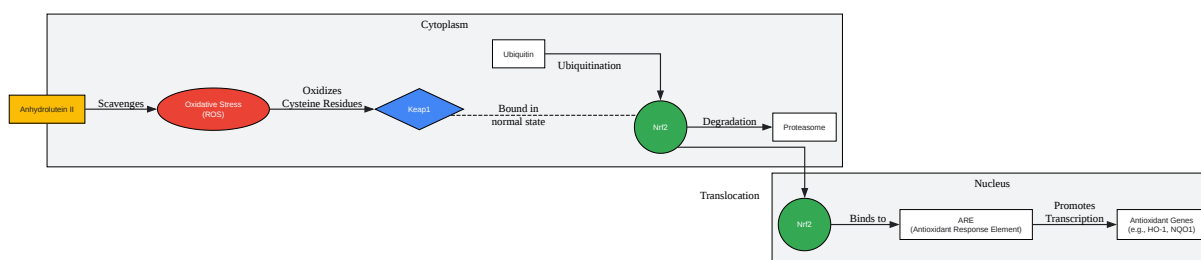 Cytoplasm
Ubiquitin
Ubiquitination
Anhydrolutein II
Scavenges
Oxidative Stress
(ROS)
Oxidizes
Cysteine Residues
Keap1
Bound in
normal state
Nrf2
Degradation
Proteasome
Translocation
Nucleus
Nrf2
Binds to
ARE
(Antioxidant Response Element)
Promotes
Transcription
Antioxidant Genes
(e.g., HO-1, NQO1)